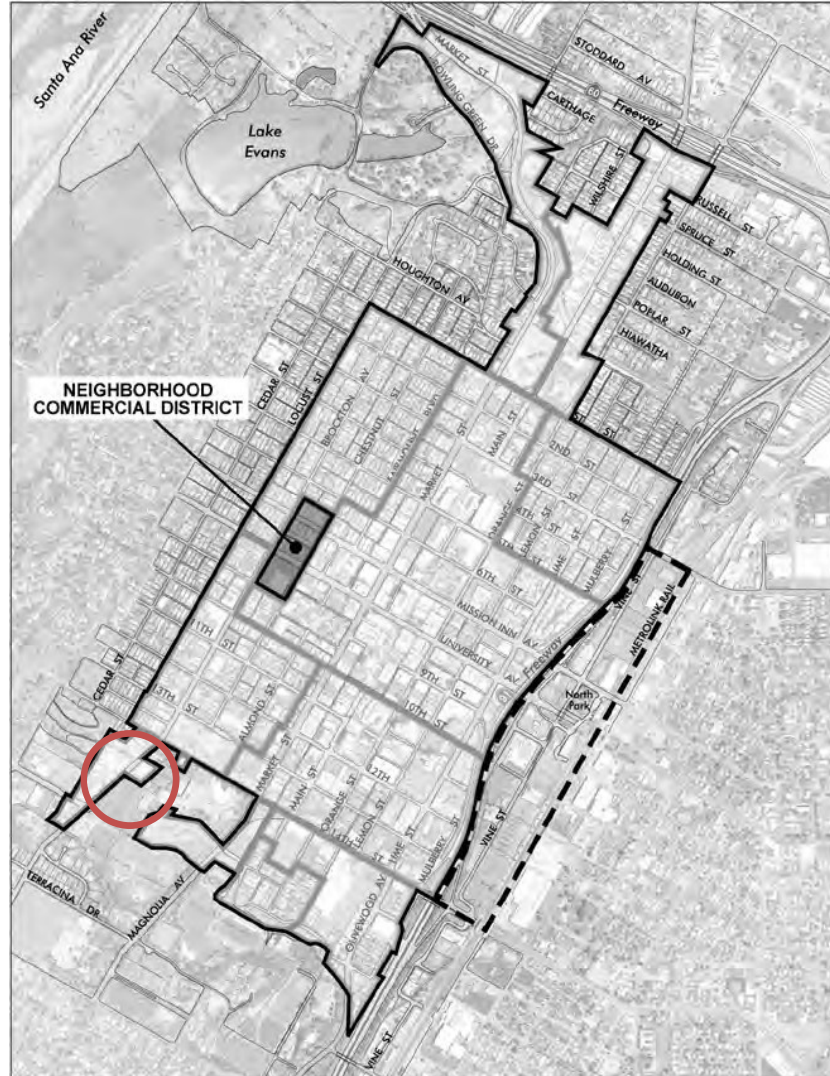 Santa Ana River
Lake
Evans
MARKET ST
BOWLING GREEN DR
STODDARD AV
60
Freeway
CARTHAGE
WILSHIRE ST
RUSSELL ST
SPRUCE ST
HOLDING ST
AUDUBON
POPLAR ST
HIAWATHA
HOUGHTON AV
NEIGHBORHOOD
COMMERCIAL DISTRICT
CEDAR ST
LOCUST ST
BROCKTON AV
CHESTNUT ST
FAIRMOUNT BLVD
MARKET ST
MAIN ST
2ND ST
3RD ST
4TH ST
ORANGE ST
LEMON ST
LIME ST
MULBERRY ST
6TH ST
MISSION INN AV
UNIVERSITY AV
9TH ST
10TH ST
Freeway
VINE ST
METROLINK RAIL
North
Park
11TH ST
CEDAR ST
13TH ST
ALMOND ST
MARKET ST
MAIN ST
12TH
ORANGE ST
14TH ST
LEMON ST
LIME ST
MULBERRY ST
VINE ST
OLIVEWOOD AV
TERRACINA DR
MAGNOLIA AV
VINE ST